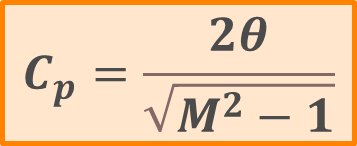 Cₚ = 2θ / √(M² − 1)